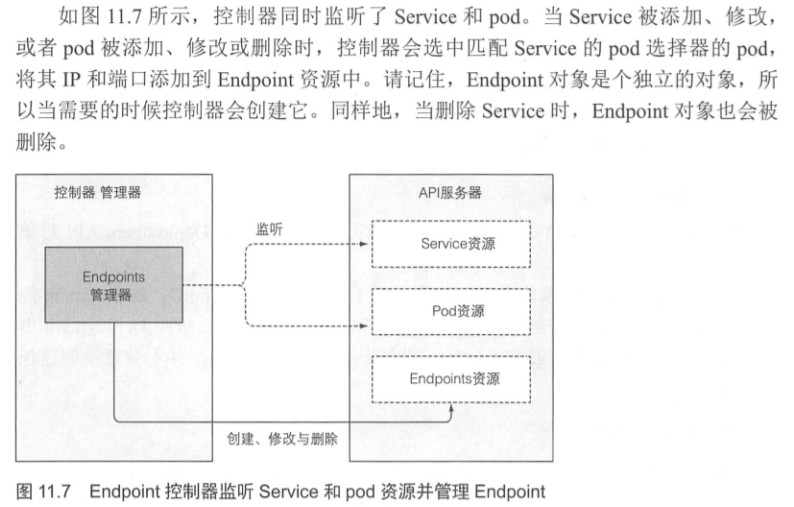 如图 11.7 所示，控制器同时监听了 Service 和 pod。当 Service 被添加、修改，
或者 pod 被添加、修改或删除时，控制器会选中匹配 Service 的 pod 选择器的 pod，
将其 IP 和端口添加到 Endpoint 资源中。请记住，Endpoint 对象是个独立的对象，所
以当需要的时候控制器会创建它。同样地，当删除 Service 时，Endpoint 对象也会被
删除。
控制器 管理器
API服务器
监听
Service资源
Endpoints
管理器
Pod资源
Endpoints资源
创建、修改与删除
图 11.7 Endpoint 控制器监听 Service 和 pod 资源并管理 Endpoint